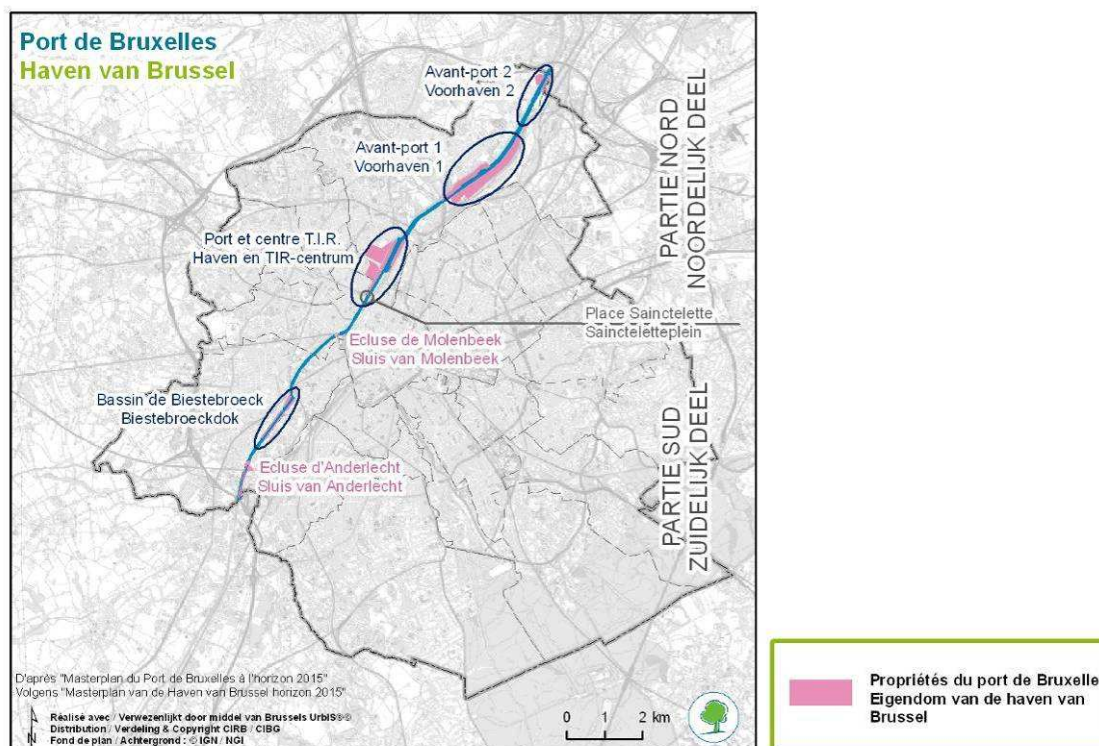 Port de Bruxelles
Haven van Brussel
Avant-port 2
Voorhaven 2
Avant-port 1
Voorhaven 1
PARTIE NORD
NOORDELIJK DEEL
Port et centre T.I.R.
Haven en TIR-centrum
Place Sainctelette
Saincteletteplein
Ecluse de Molenbeek
Sluis van Molenbeek
Bassin de Biestebroeck
Biestebroeckdok
PARTIE SUD
ZUIDELIJK DEEL
Ecluse d'Anderlecht
Sluis van Anderlecht
D'après "Masterplan du Port de Bruxelles à l'horizon 2015"
Volgens "Masterplan van de Haven van Brussel horizon 2015"
N
Réalisé avec / Verwezenlijkt door middel van Brussels UrbIS®©
Distribution / Verdeling & Copyright CIRB / CIBG
Fond de plan / Achtergrond : © IGN / NGI
0 1 2 km
Propriétés du port de Bruxelle
Eigendom van de haven van
Brussel